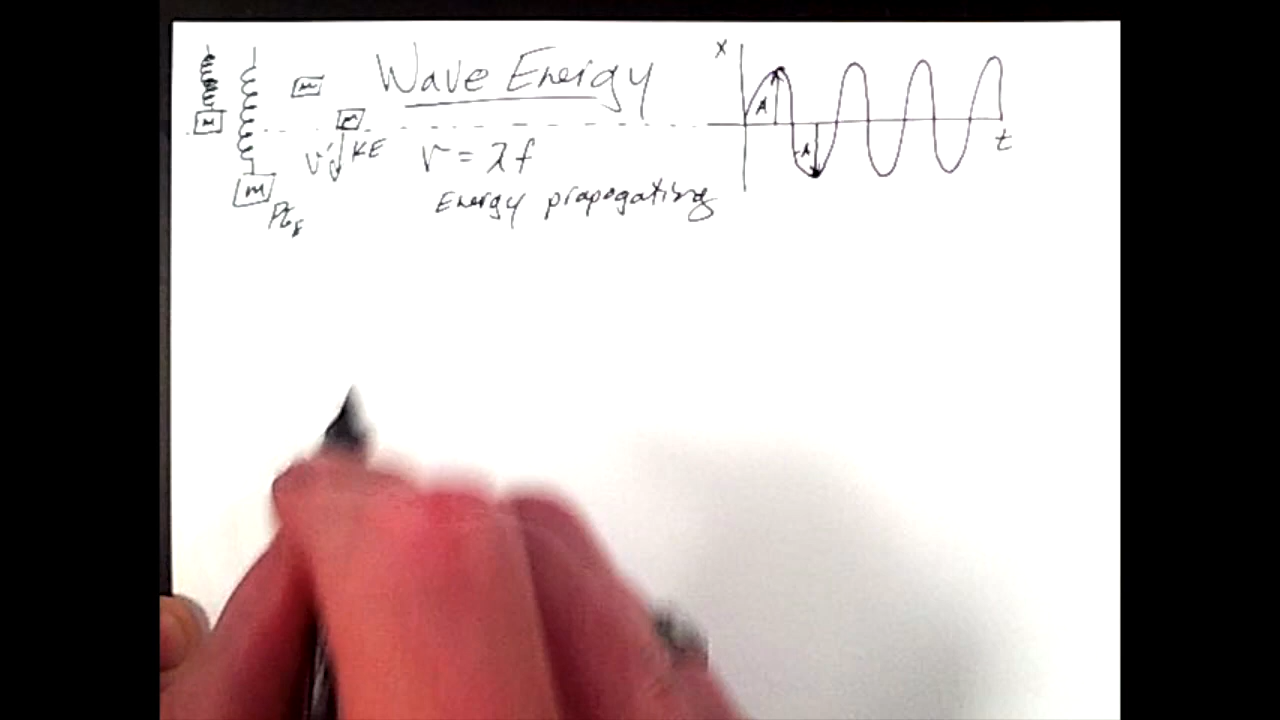 Wave Energy
x
m
m
m
m
A
-A
t
v
KE
v = λf
PEs
Energy propogating